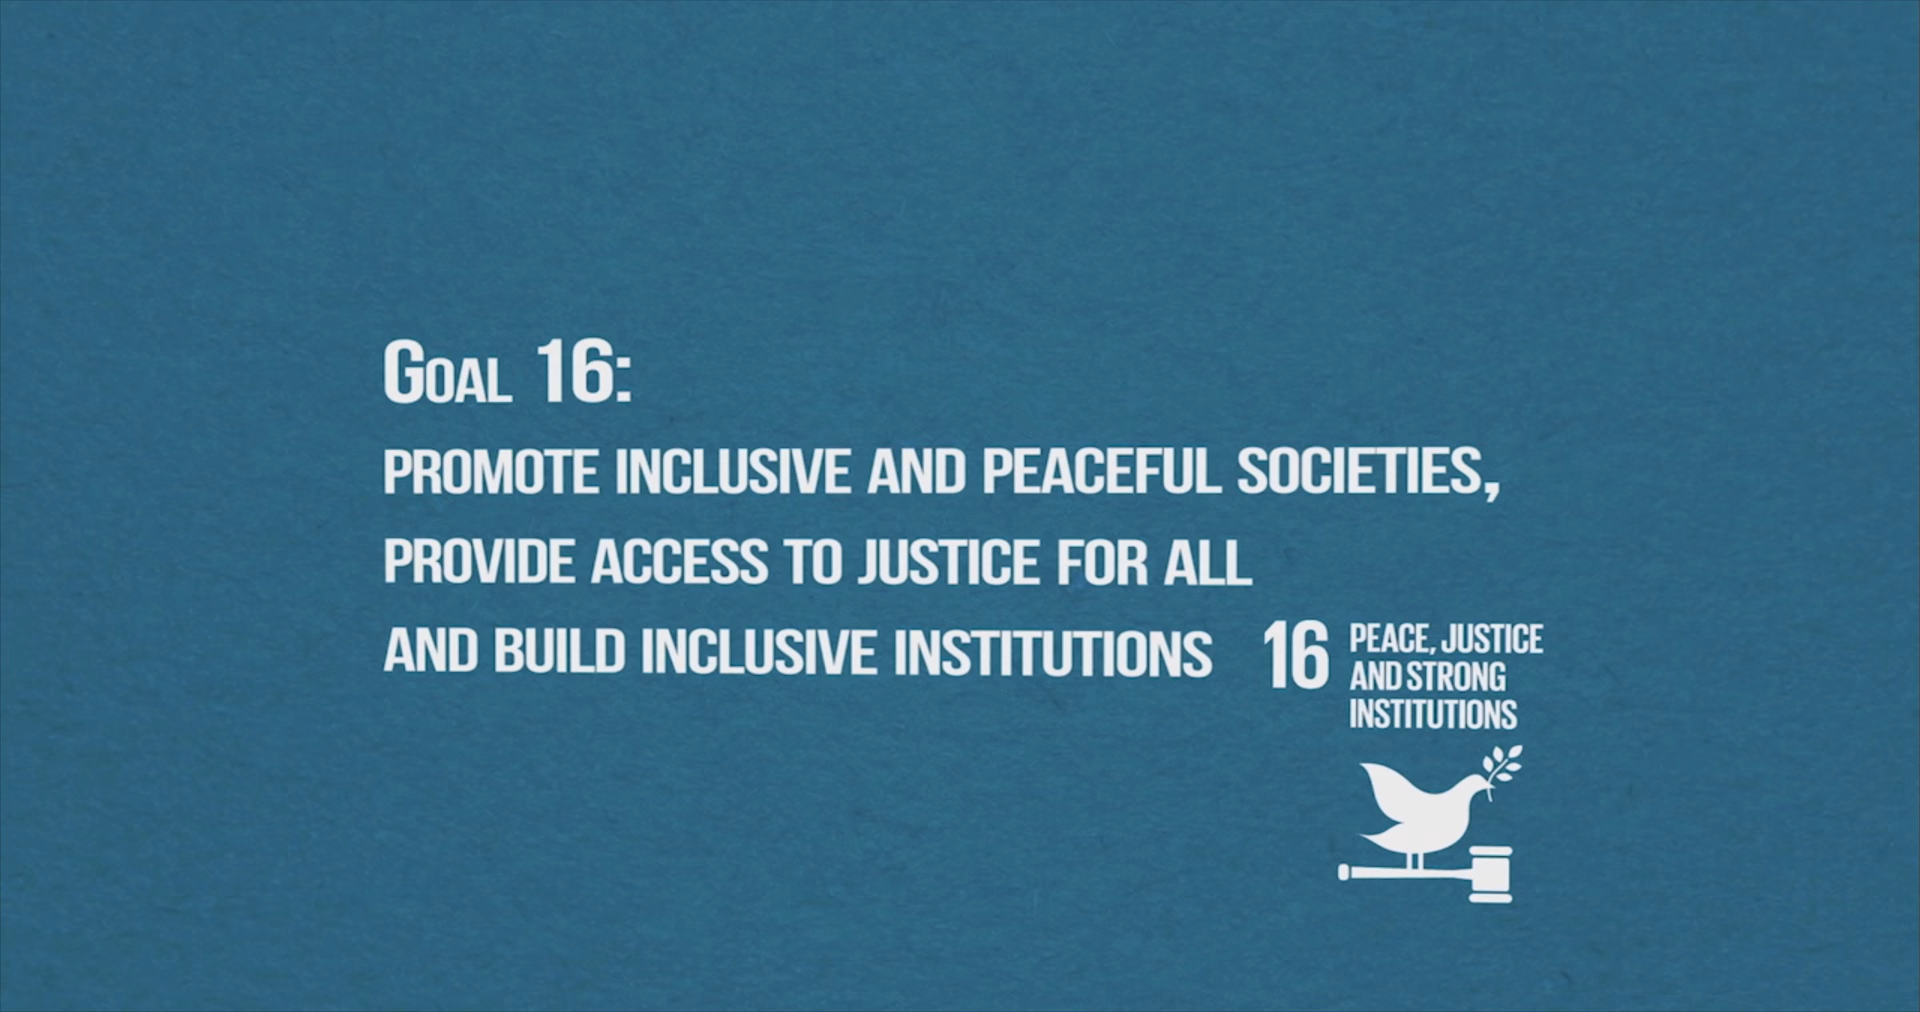 Goal 16:
PROMOTE INCLUSIVE AND PEACEFUL SOCIETIES,
PROVIDE ACCESS TO JUSTICE FOR ALL
AND BUILD INCLUSIVE INSTITUTIONS
16 PEACE, JUSTICE
AND STRONG
INSTITUTIONS